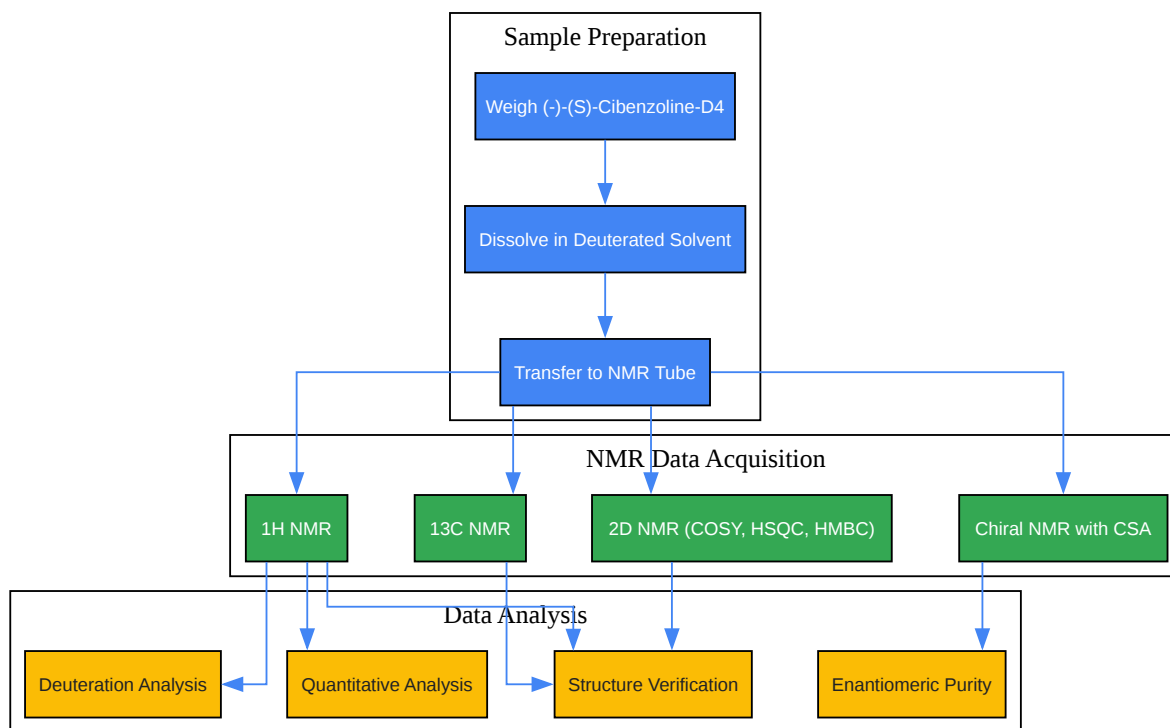 Sample Preparation
Weigh (-)-(S)-Cibenzoline-D4
Dissolve in Deuterated Solvent
Transfer to NMR Tube
NMR Data Acquisition
1H NMR
13C NMR
2D NMR (COSY, HSQC, HMBC)
Chiral NMR with CSA
Data Analysis
Deuteration Analysis
Quantitative Analysis
Structure Verification
Enantiomeric Purity